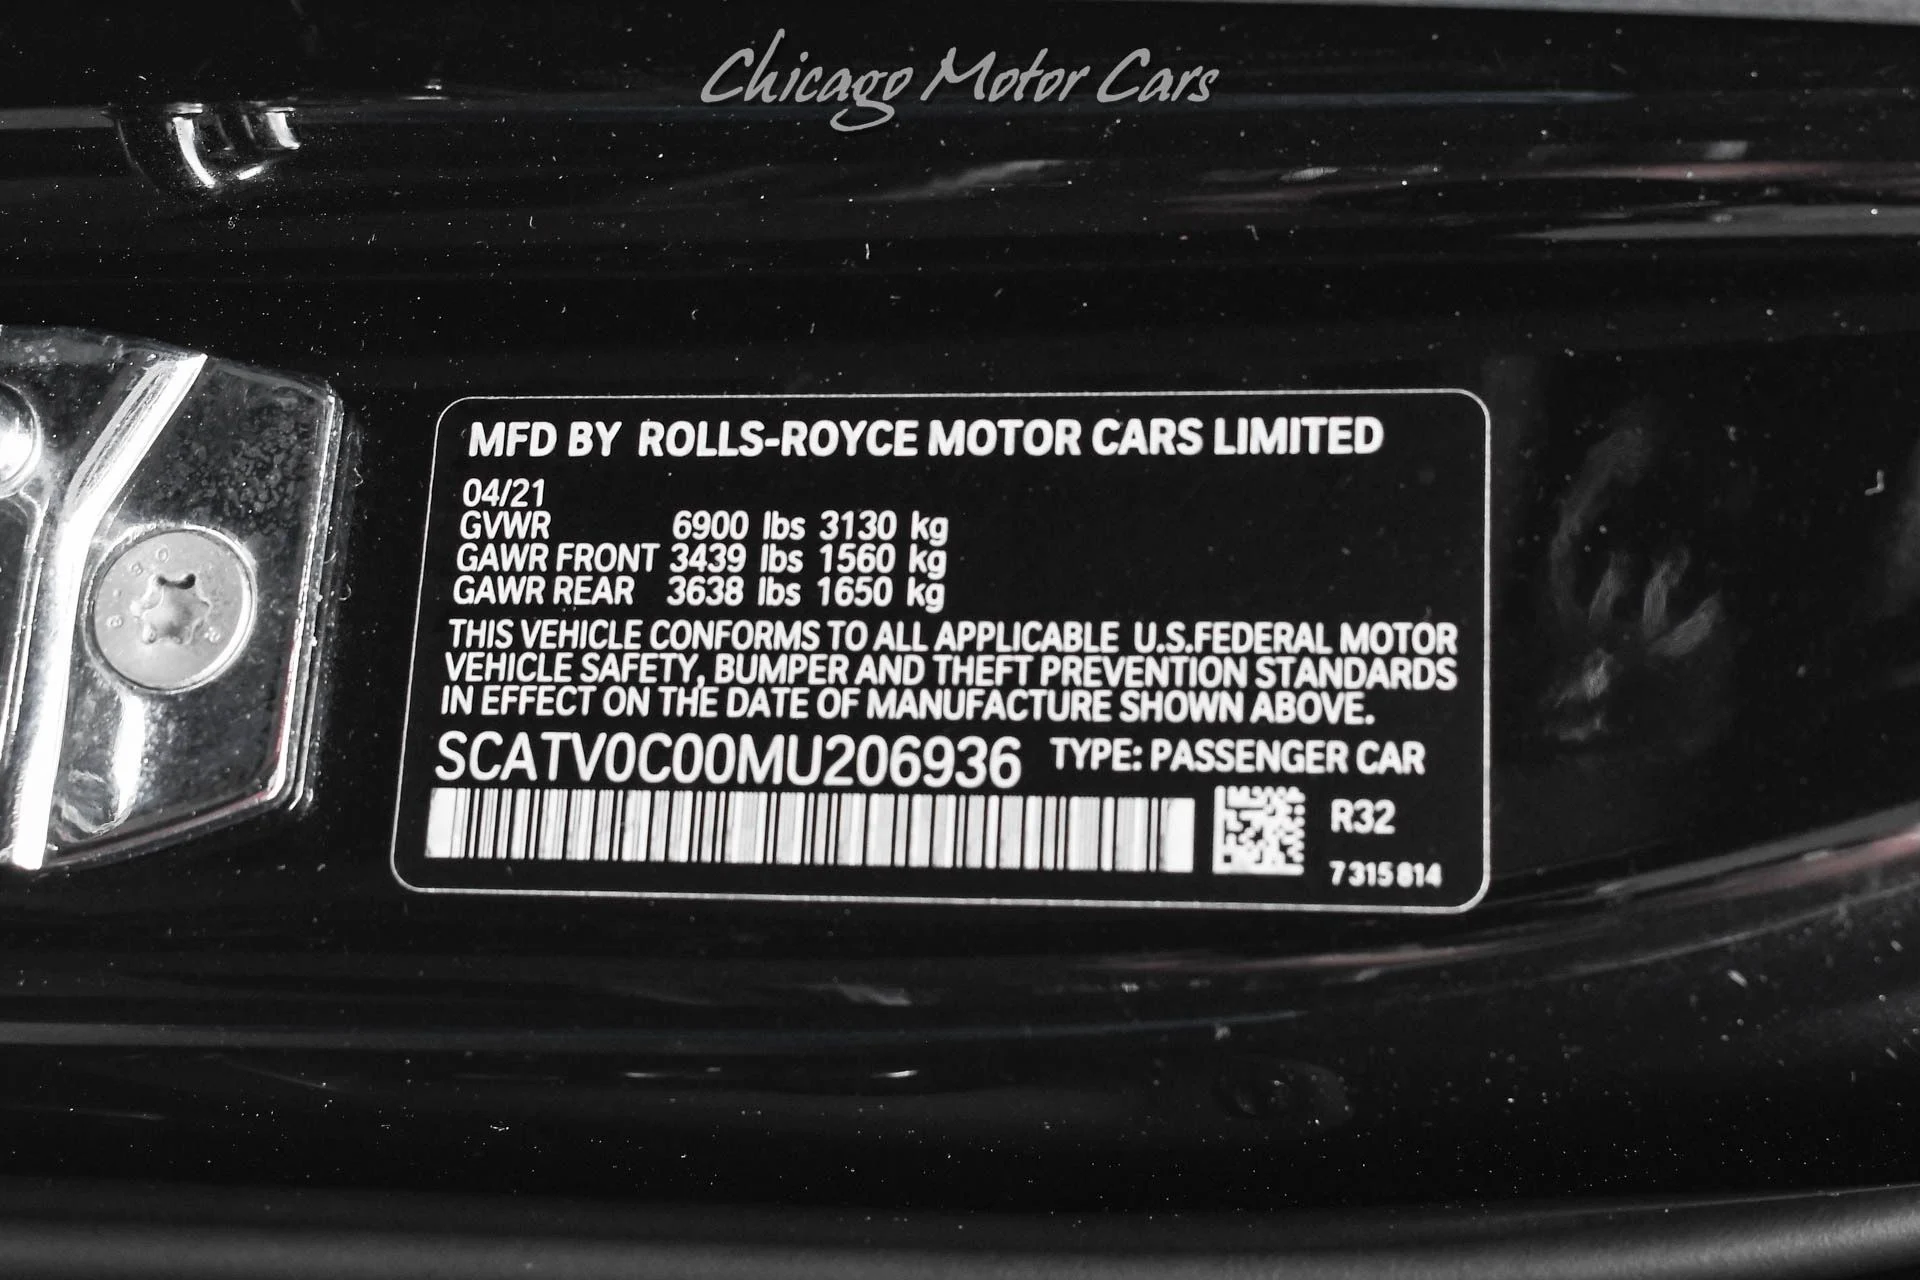 Chicago Motor Cars
MFD BY ROLLS-ROYCE MOTOR CARS LIMITED
04/21
GVWR 6900 lbs 3130 kg
GAWR FRONT 3439 lbs 1560 kg
GAWR REAR 3638 lbs 1650 kg
THIS VEHICLE CONFORMS TO ALL APPLICABLE U.S.FEDERAL MOTOR
VEHICLE SAFETY, BUMPER AND THEFT PREVENTION STANDARDS
IN EFFECT ON THE DATE OF MANUFACTURE SHOWN ABOVE.
SCATV0C00MU206936 TYPE: PASSENGER CAR
R32
7315814